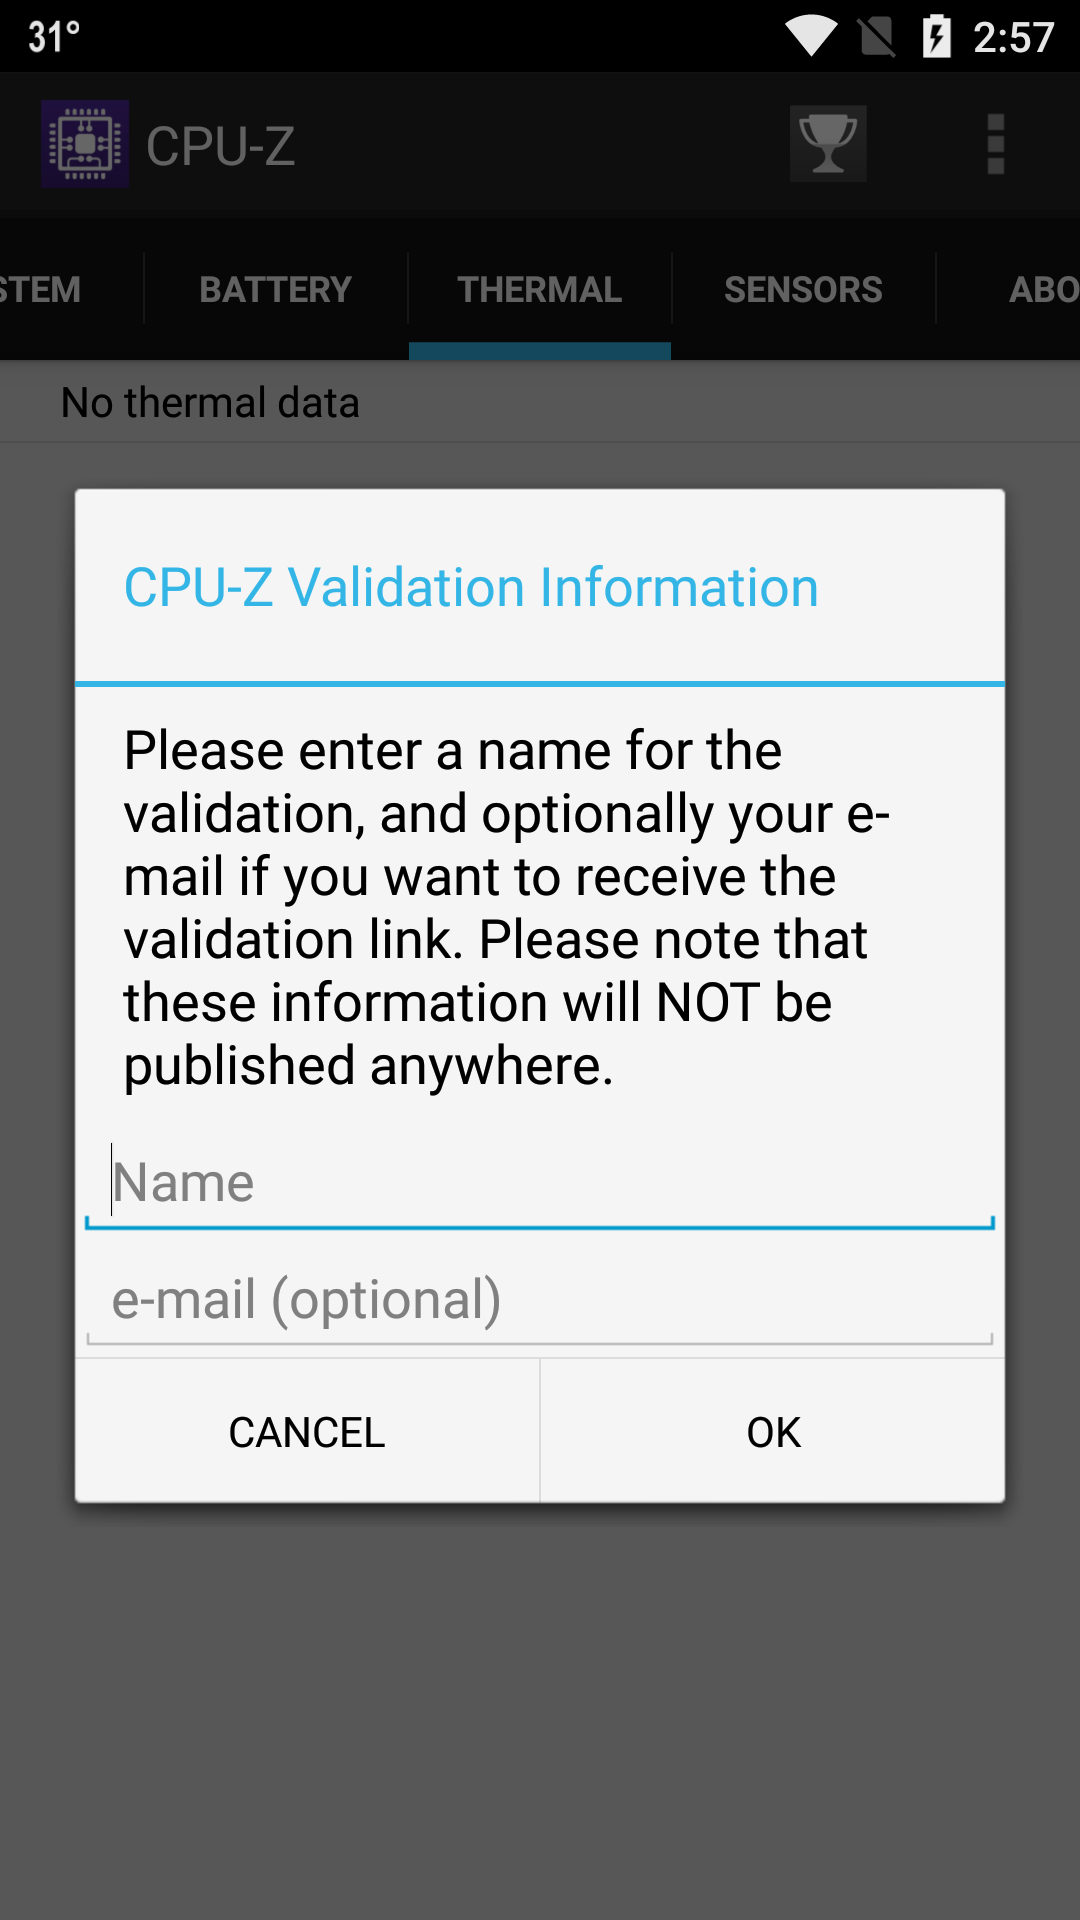 31°
2:57
CPU-Z
STEM
BATTERY
THERMAL
SENSORS
ABO
No thermal data
CPU-Z Validation Information
Please enter a name for the
validation, and optionally your e-
mail if you want to receive the
validation link. Please note that
these information will NOT be
published anywhere.
Name
e-mail (optional)
CANCEL
OK